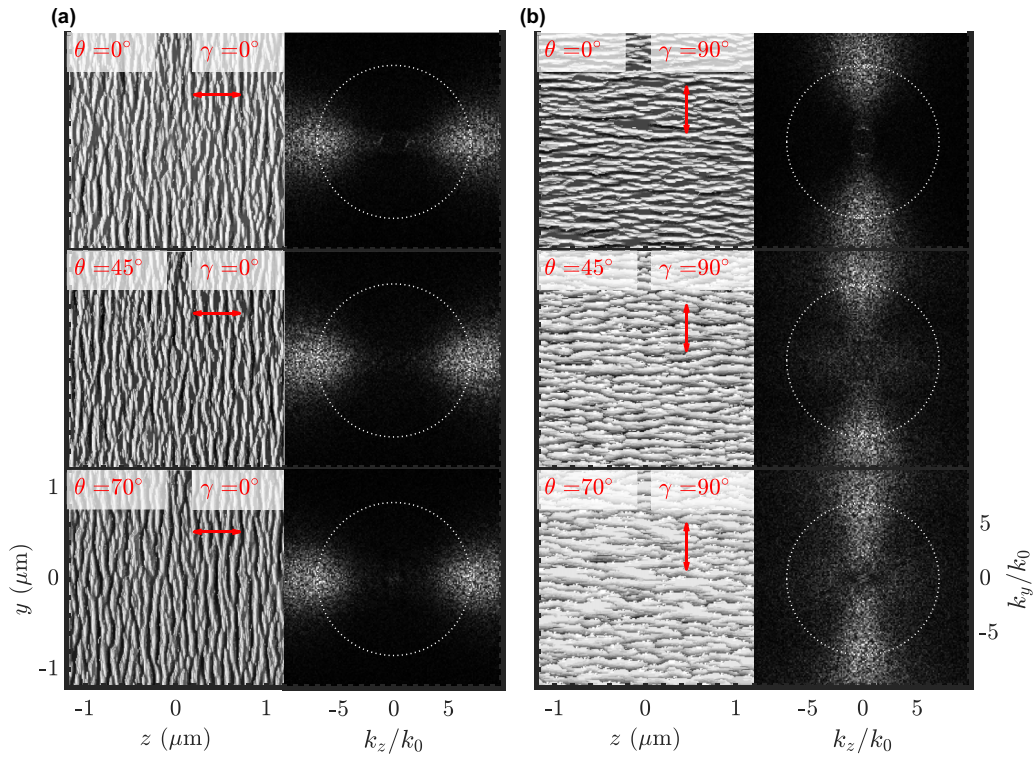 (a)
(b)
θ = 0° γ = 0°
θ = 0° γ = 90°
θ = 45° γ = 0°
θ = 45° γ = 90°
θ = 70° γ = 0°
θ = 70° γ = 90°
1
0
-1
y (μm)
5
0
-5
k_y/k_0
-1 0 1
-5 0 5
-1 0 1
-5 0 5
z (μm)
k_z/k_0
z (μm)
k_z/k_0